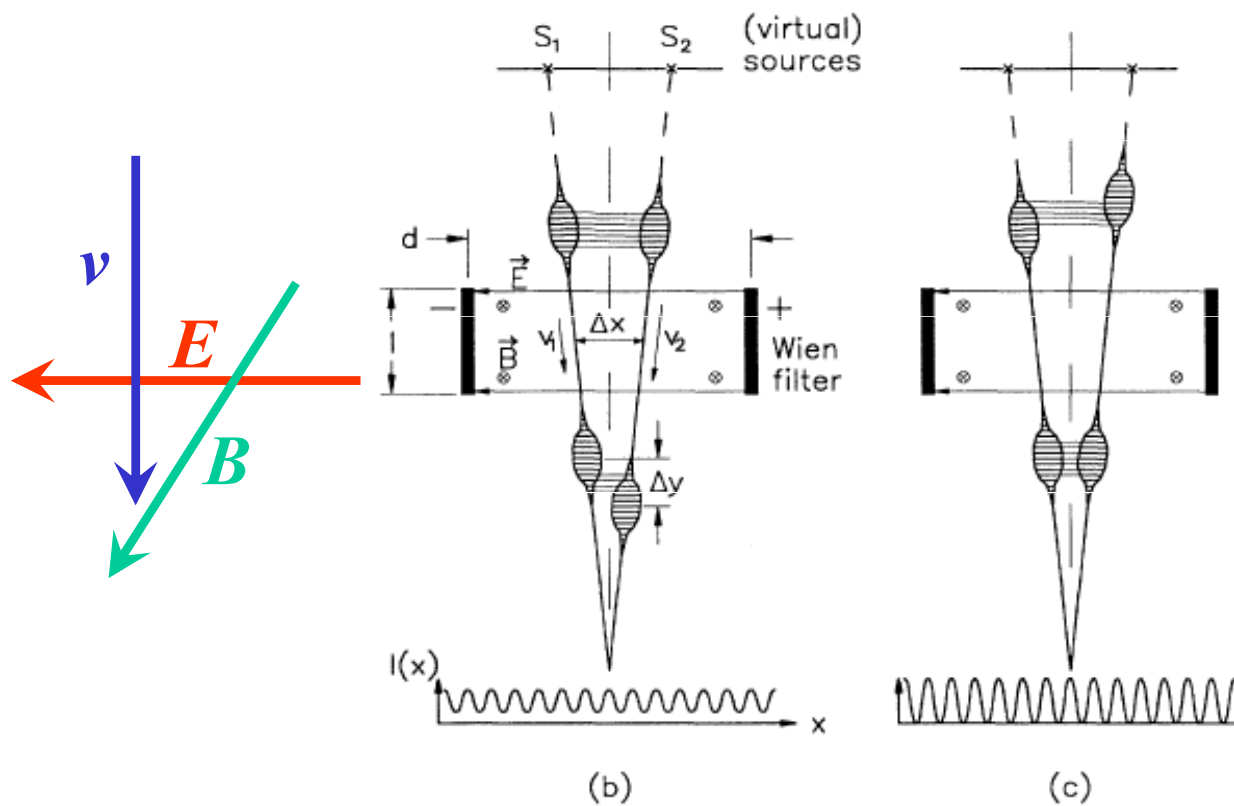 v
E
B
S₁
S₂
(virtual)
sources
d
l
E
−
+
Δx
v₁
v₂
B
Wien
filter
Δy
I(x)
x
(b)
(c)